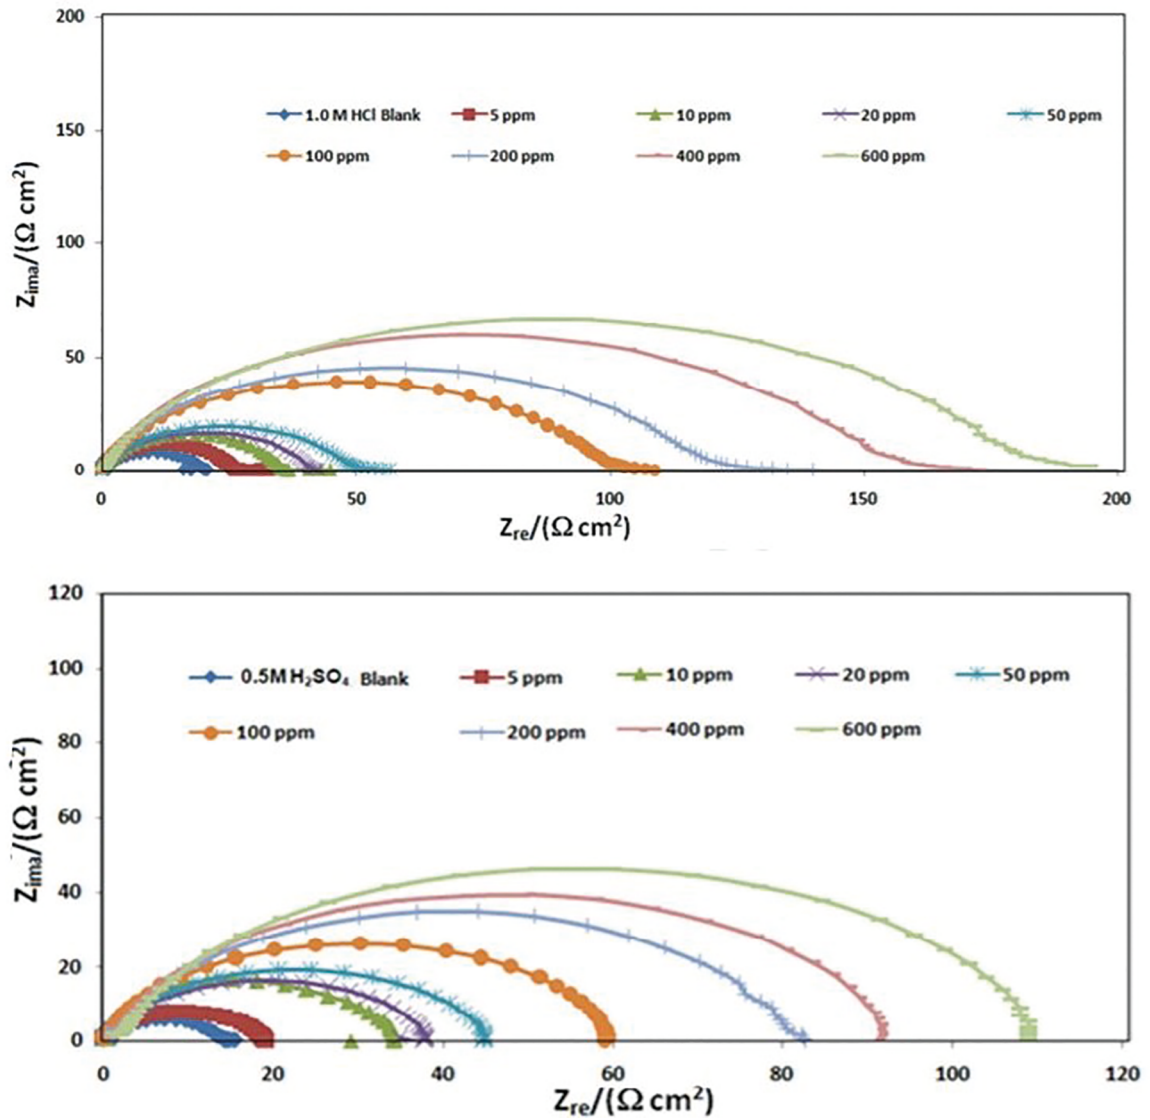 200
150
100
50
0
Zima/(Ω cm²)
1.0 M HCl Blank 5 ppm 10 ppm 20 ppm 50 ppm
100 ppm 200 ppm 400 ppm 600 ppm
0 50 100 150 200
Zre/(Ω cm²)
120
100
80
60
40
20
0
Zima/(Ω cm²)
0.5M H₂SO₄ Blank 5 ppm 10 ppm 20 ppm 50 ppm
100 ppm 200 ppm 400 ppm 600 ppm
0 20 40 60 80 100 120
Zre/(Ω cm²)